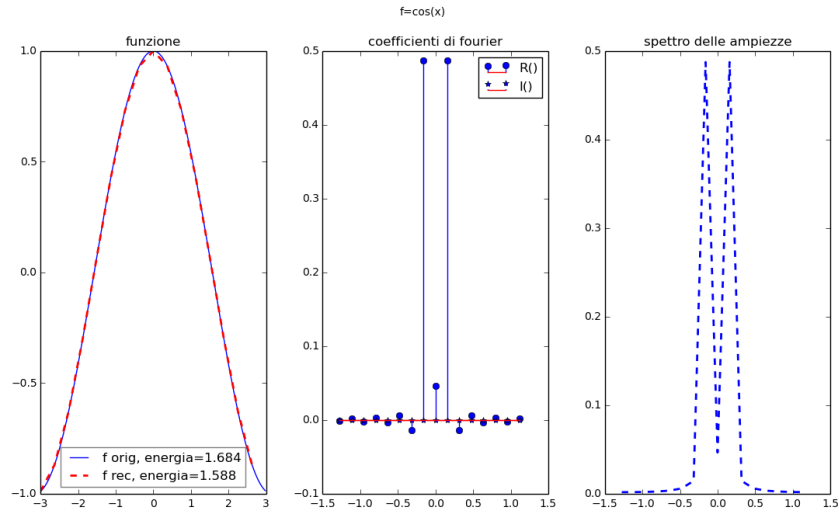 f=cos(x)
funzione
1.0
0.5
0.0
−0.5
−1.0
−3 −2 −1 0 1 2 3
f orig, energia=1.684
f rec, energia=1.588
coefficienti di fourier
0.5
0.4
0.3
0.2
0.1
0.0
−0.1
−1.5 −1.0 −0.5 0.0 0.5 1.0 1.5
R()
I()
spettro delle ampiezze
0.5
0.4
0.3
0.2
0.1
0.0
−1.5 −1.0 −0.5 0.0 0.5 1.0 1.5